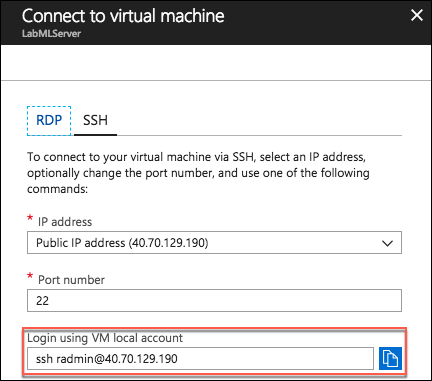 Connect to virtual machine
LabMLServer
RDP SSH
To connect to your virtual machine via SSH, select an IP address,
optionally change the port number, and use one of the following
commands:
* IP address
Public IP address (40.70.129.190)
* Port number
22
Login using VM local account
ssh radmin@40.70.129.190